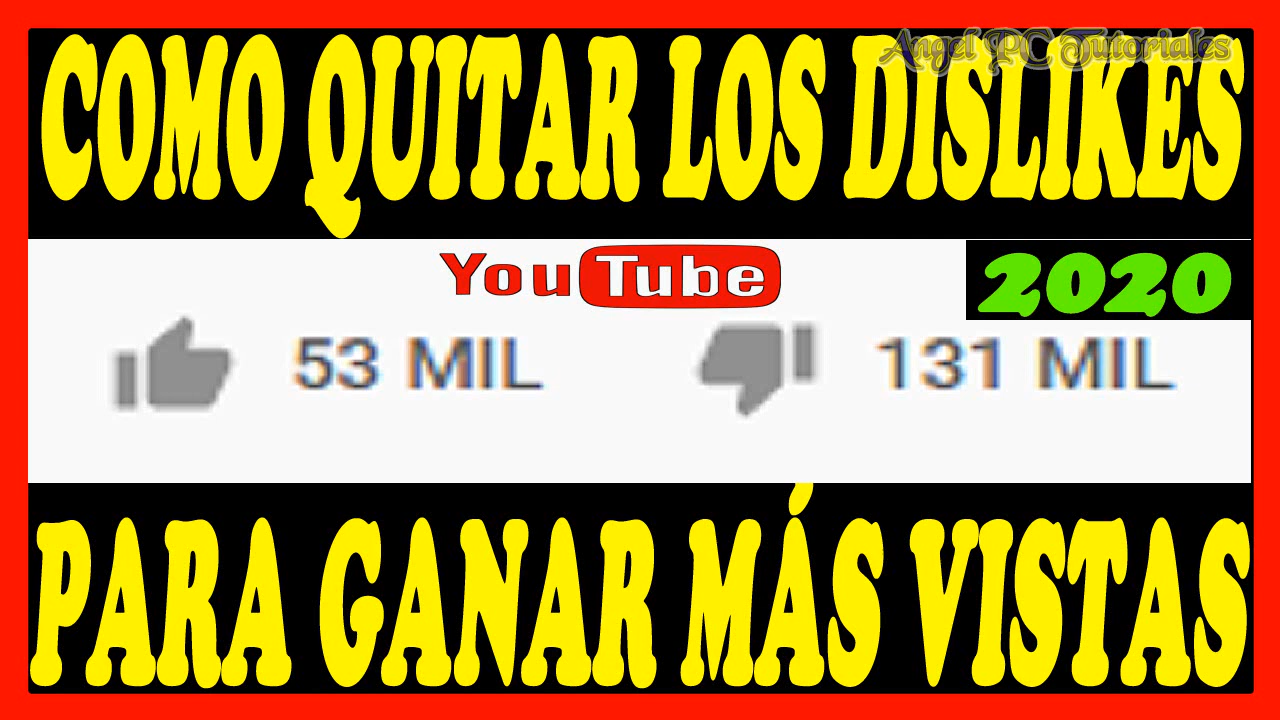 COMO QUITAR LOS DISLIKES
Angel PC Tutoriales
YouTube
2020
53 MIL 131 MIL
PARA GANAR MÁS VISTAS